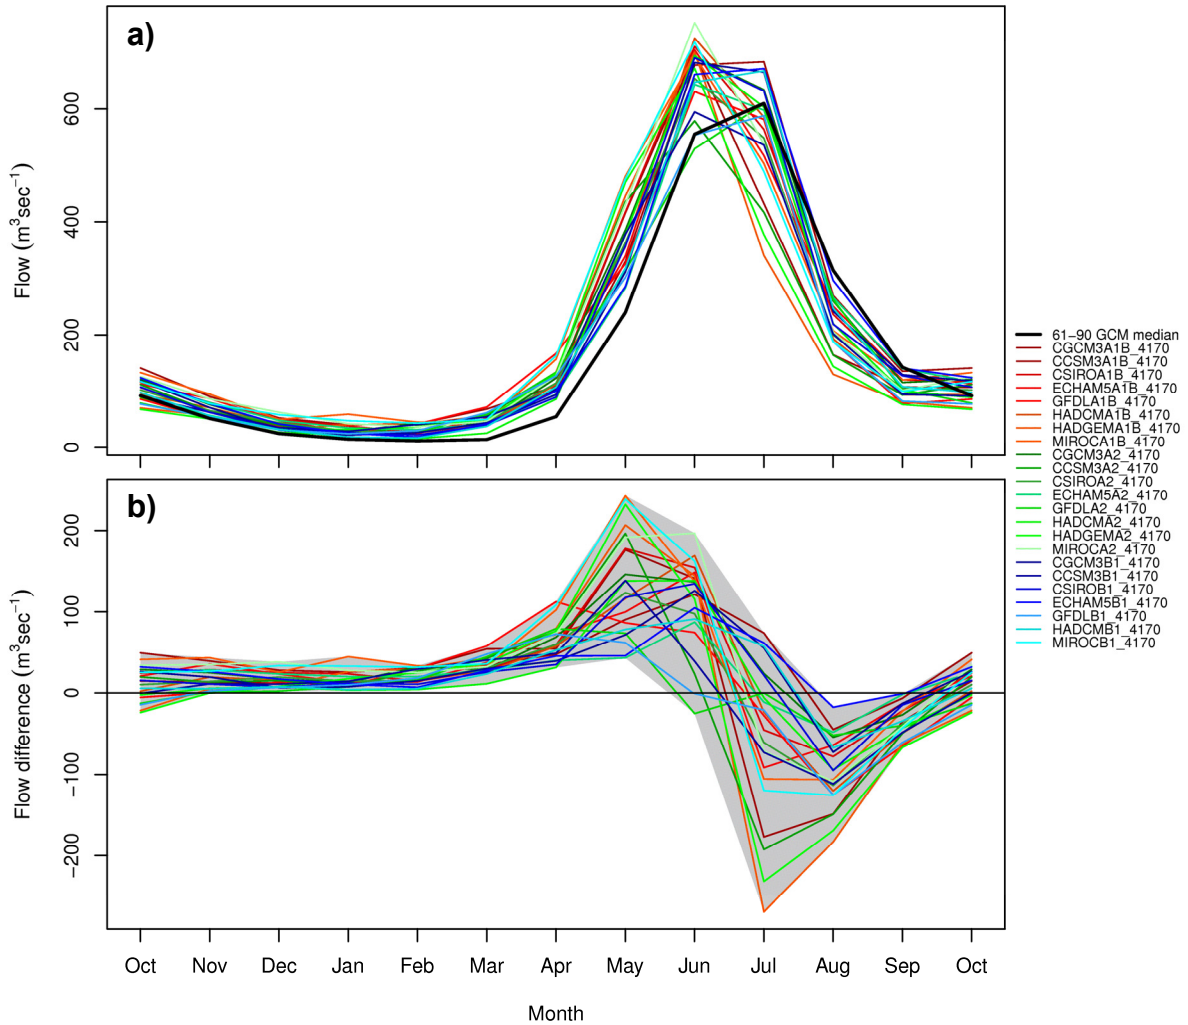 a)
600
400
200
0
Flow (m³sec⁻¹)
61−90 GCM median
CGCM3A1B_4170
CCSM3A1B_4170
CSIROA1B_4170
ECHAM5A1B_4170
GFDLA1B_4170
HADCMA1B_4170
HADGEMA1B_4170
MIROCA1B_4170
CGCM3A2_4170
CCSM3A2_4170
CSIROA2_4170
ECHAM5A2_4170
GFDLA2_4170
HADCMA2_4170
HADGEMA2_4170
MIROCA2_4170
CGCM3B1_4170
CCSM3B1_4170
CSIROB1_4170
ECHAM5B1_4170
GFDLB1_4170
HADCMB1_4170
MIROCB1_4170
b)
200
100
0
−100
−200
Flow difference (m³sec⁻¹)
Oct Nov Dec Jan Feb Mar Apr May Jun Jul Aug Sep Oct
Month